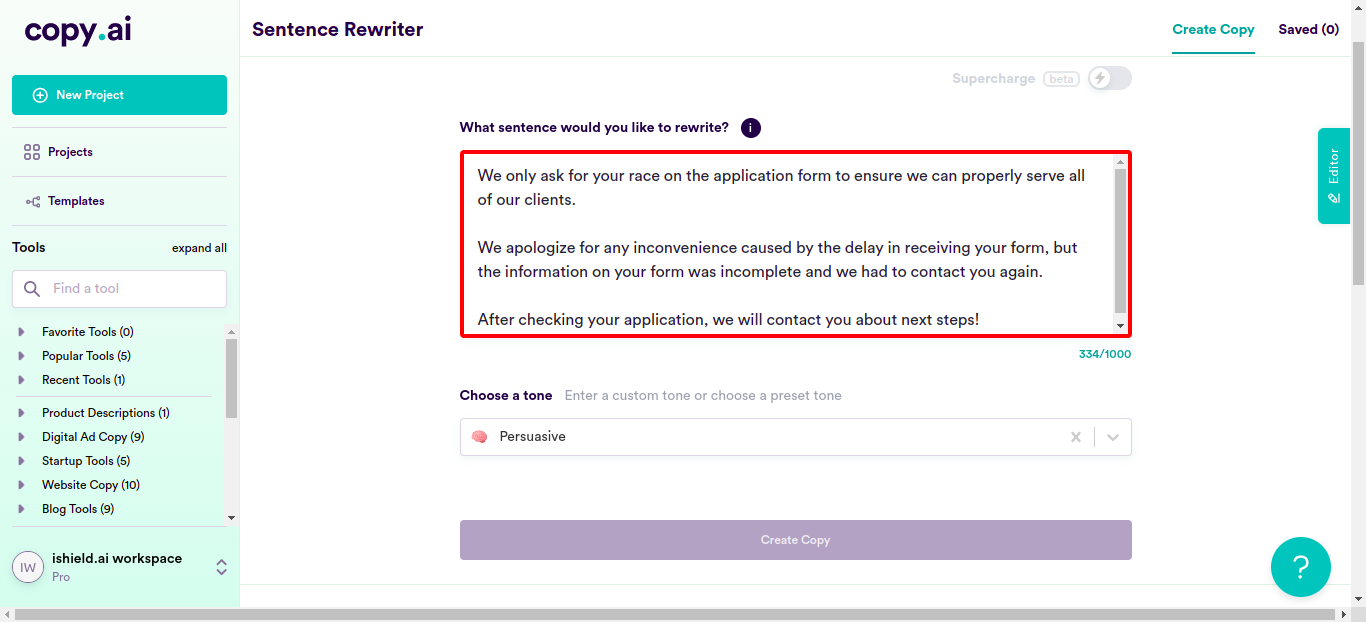 copy.ai
New Project
Projects
Templates
Tools
expand all
Find a tool
Favorite Tools (0)
Popular Tools (5)
Recent Tools (1)
Product Descriptions (1)
Digital Ad Copy (9)
Startup Tools (5)
Website Copy (10)
Blog Tools (9)
IW
ishield.ai workspace
Pro
Sentence Rewriter
Create Copy
Saved (0)
Supercharge
beta
What sentence would you like to rewrite?
i
We only ask for your race on the application form to ensure we can properly serve all
of our clients.
We apologize for any inconvenience caused by the delay in receiving your form, but
the information on your form was incomplete and we had to contact you again.
After checking your application, we will contact you about next steps!
334/1000
Choose a tone
Enter a custom tone or choose a preset tone
Persuasive
Create Copy
Editor
?